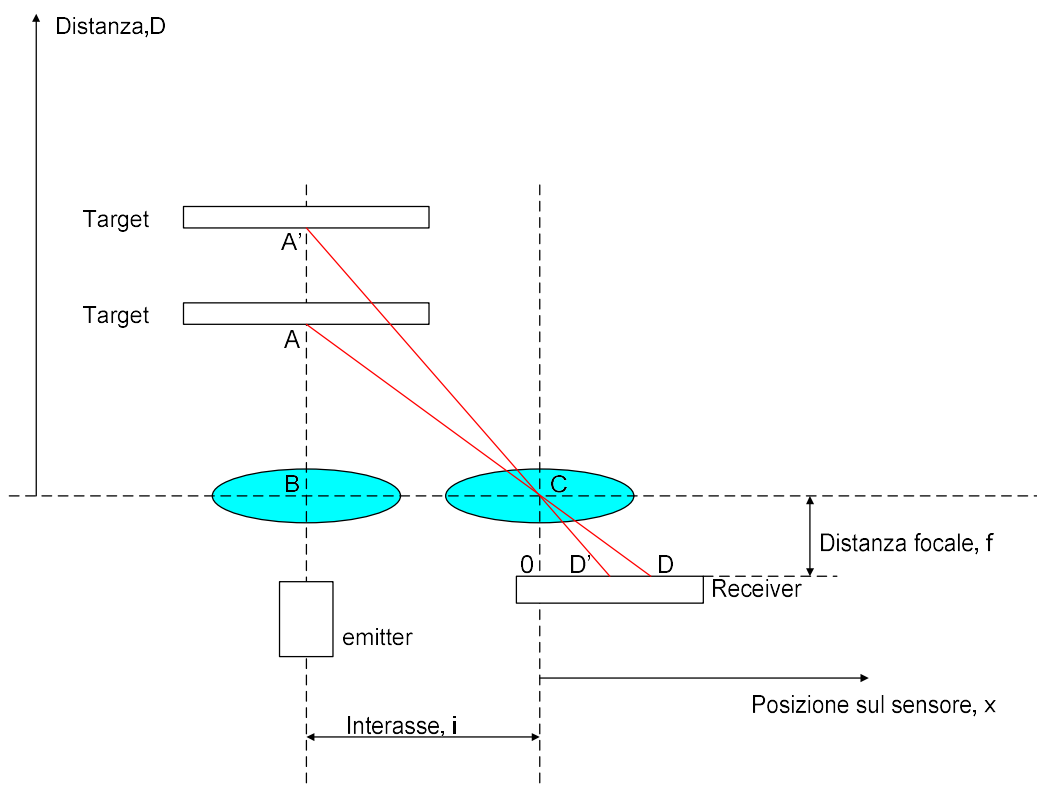 Distanza,D
Target
A’
Target
A
B
C
Distanza focale, f
0
D’
D
Receiver
emitter
Posizione sul sensore, x
Interasse, i